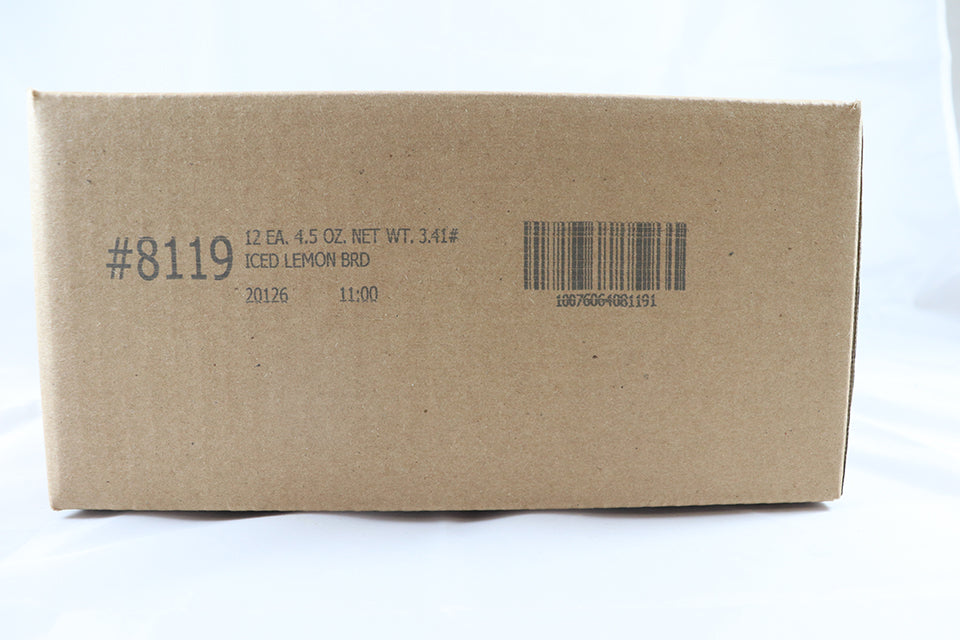 #8119
12 EA. 4.5 OZ. NET WT. 3.41#
ICED LEMON BRD
20126 11:00
10076064081191